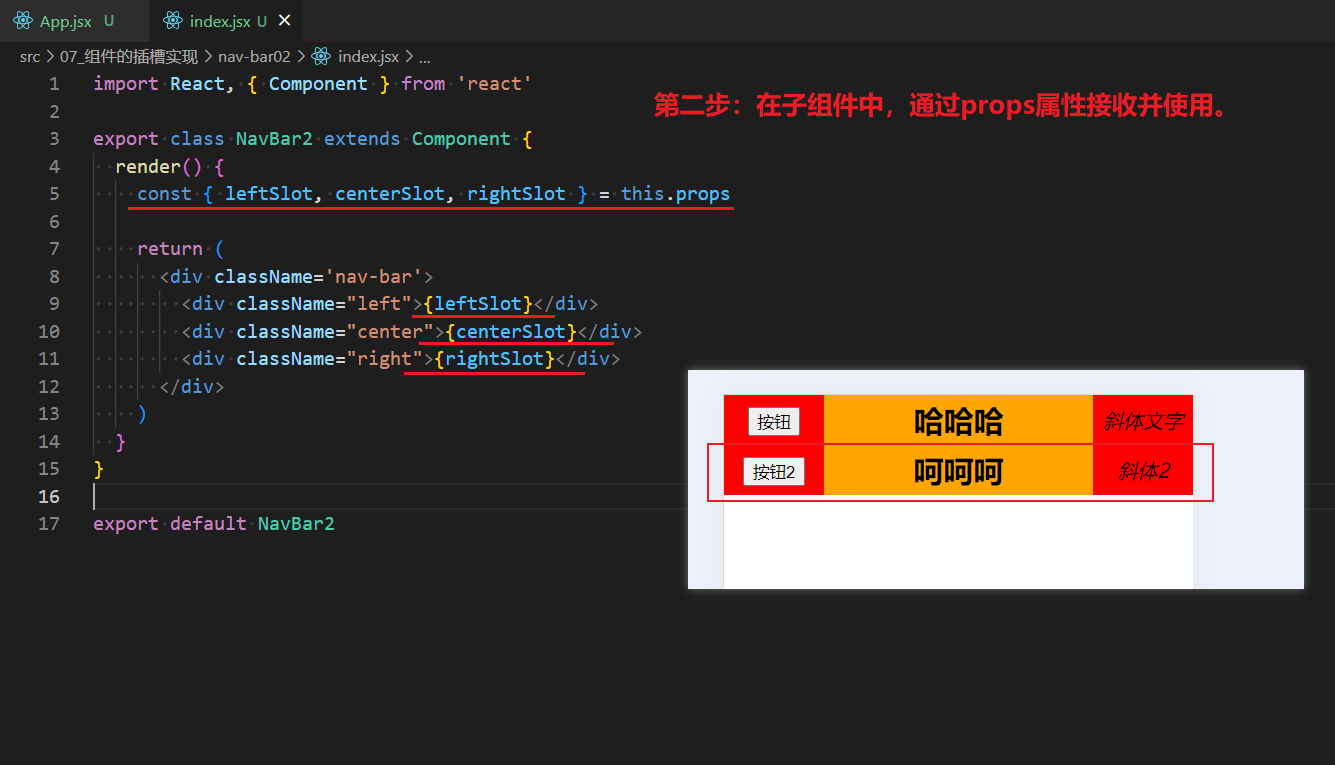 App.jsx U index.jsx U ×
src > 07_组件的插槽实现 > nav-bar02 > index.jsx > ...
1 import React, { Component } from 'react'
第二步：在子组件中，通过props属性接收并使用。
2
3 export class NavBar2 extends Component {
4 render() {
5 const { leftSlot, centerSlot, rightSlot } = this.props
6
7 return (
8 <div className='nav-bar'>
9 <div className="left">{leftSlot}</div>
10 <div className="center">{centerSlot}</div>
11 <div className="right">{rightSlot}</div>
12 </div>
13 )
14 }
15 }
16
17 export default NavBar2
按钮 哈哈哈 斜体文字
按钮2 呵呵呵 斜体2